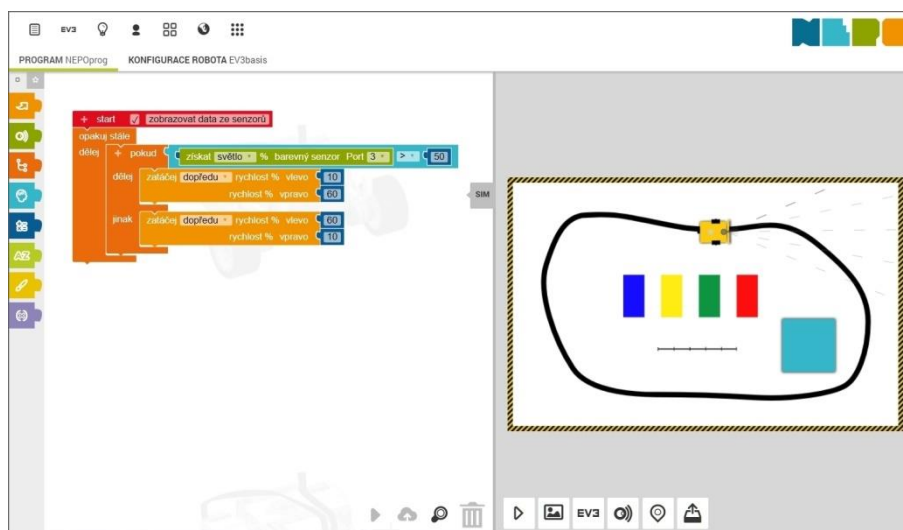 EV3
NEPO
PROGRAM NEPOprog KONFIGURACE ROBOTA EV3basis
+ start zobrazovat data ze senzorů
opakuj stále
dělej + pokud získat světlo % barevný senzor Port 3 > 50
dělej zatáčej dopředu rychlost % vlevo 10
rychlost % vpravo 60
jinak zatáčej dopředu rychlost % vlevo 60
rychlost % vpravo 10
SIM
EV3